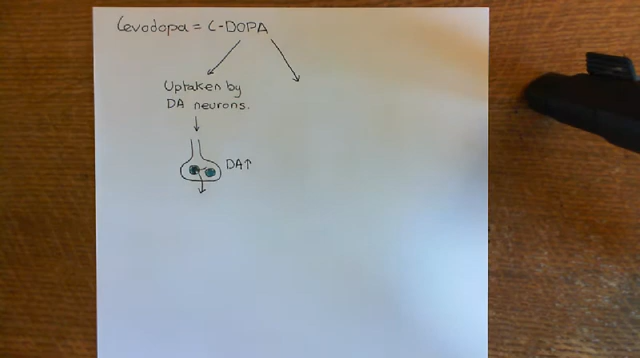 Levodopa = L-DOPA
Uptaken by
DA neurons.
DA↑